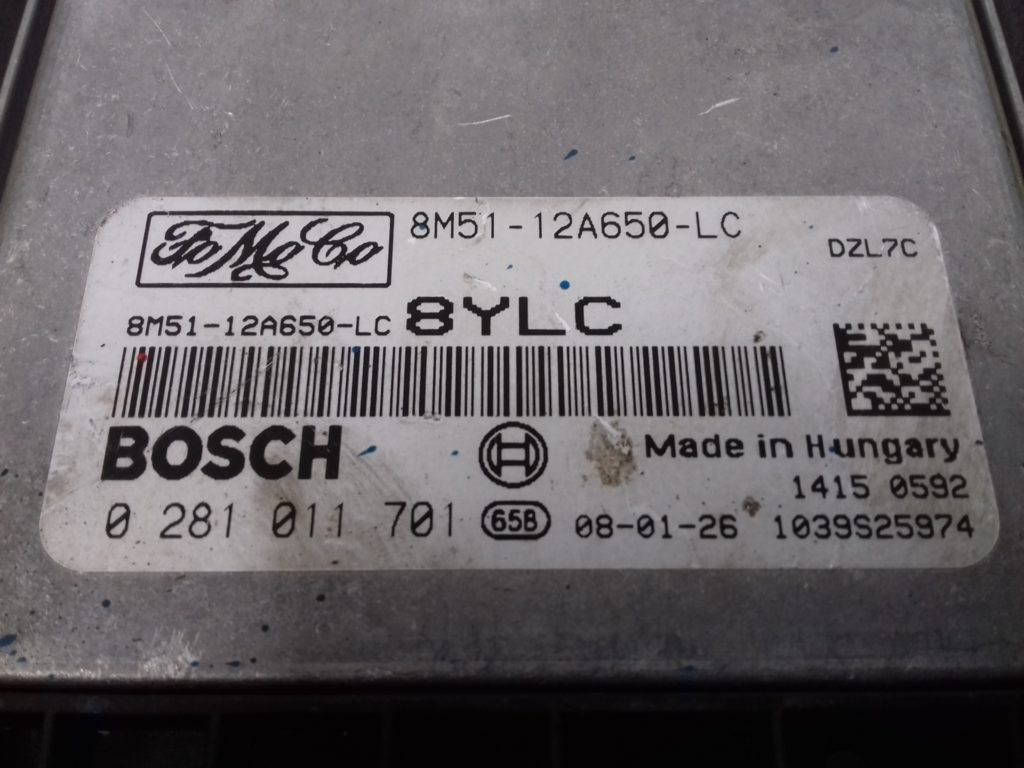 FoMoCo 8M51-12A650-LC
DZL7C
8M51-12A650-LC 8YLC
BOSCH
Made in Hungary
1415 0592
0 281 011 701 65B 08-01-26 1039S25974